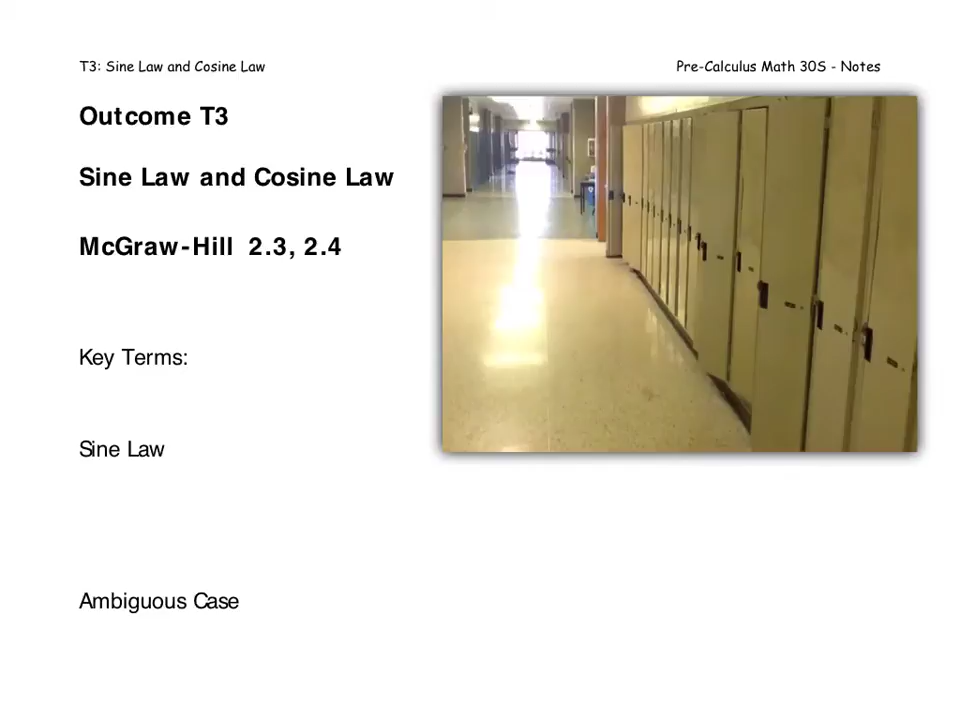 T3: Sine Law and Cosine Law
Pre-Calculus Math 30S - Notes
Outcome T3
Sine Law and Cosine Law
McGraw-Hill 2.3, 2.4
Key Terms:
Sine Law
Ambiguous Case